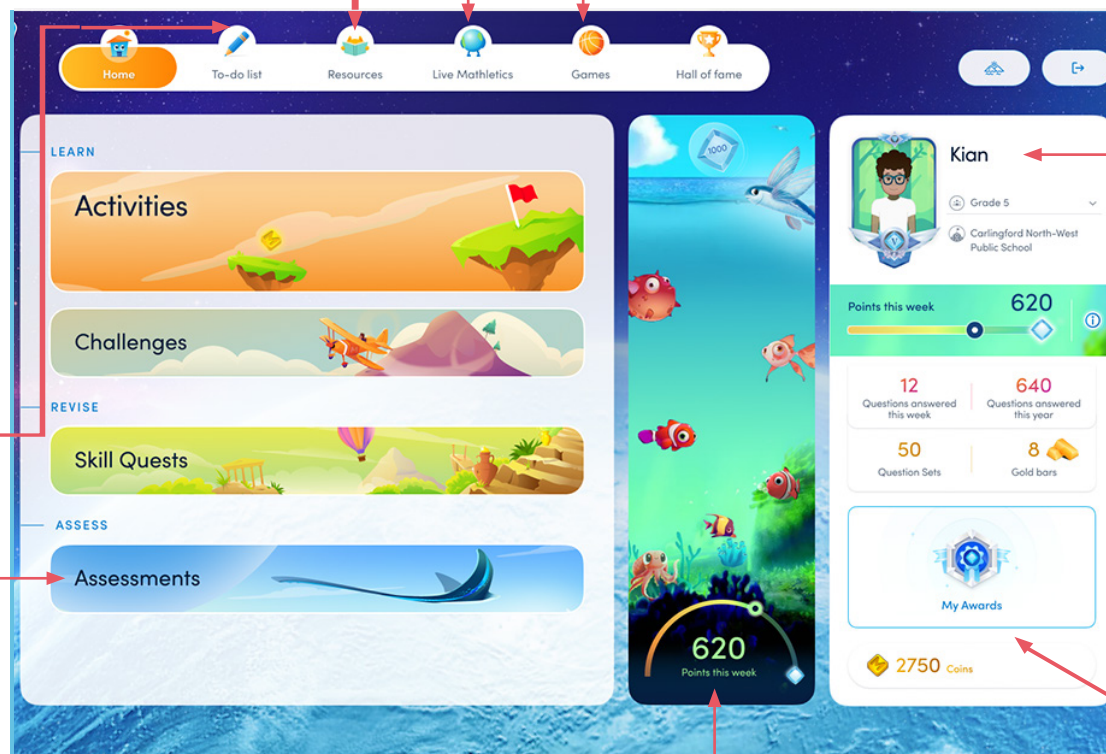 Home
To-do list
Resources
Live Mathletics
Games
Hall of fame
LEARN
Activities
Challenges
REVISE
Skill Quests
ASSESS
Assessments
1000
620
Points this week
Kian
Grade 5
Carlingford North-West
Public School
Points this week
620
12
Questions answered
this week
640
Questions answered
this year
50
Question Sets
8
Gold bars
My Awards
2750 Coins